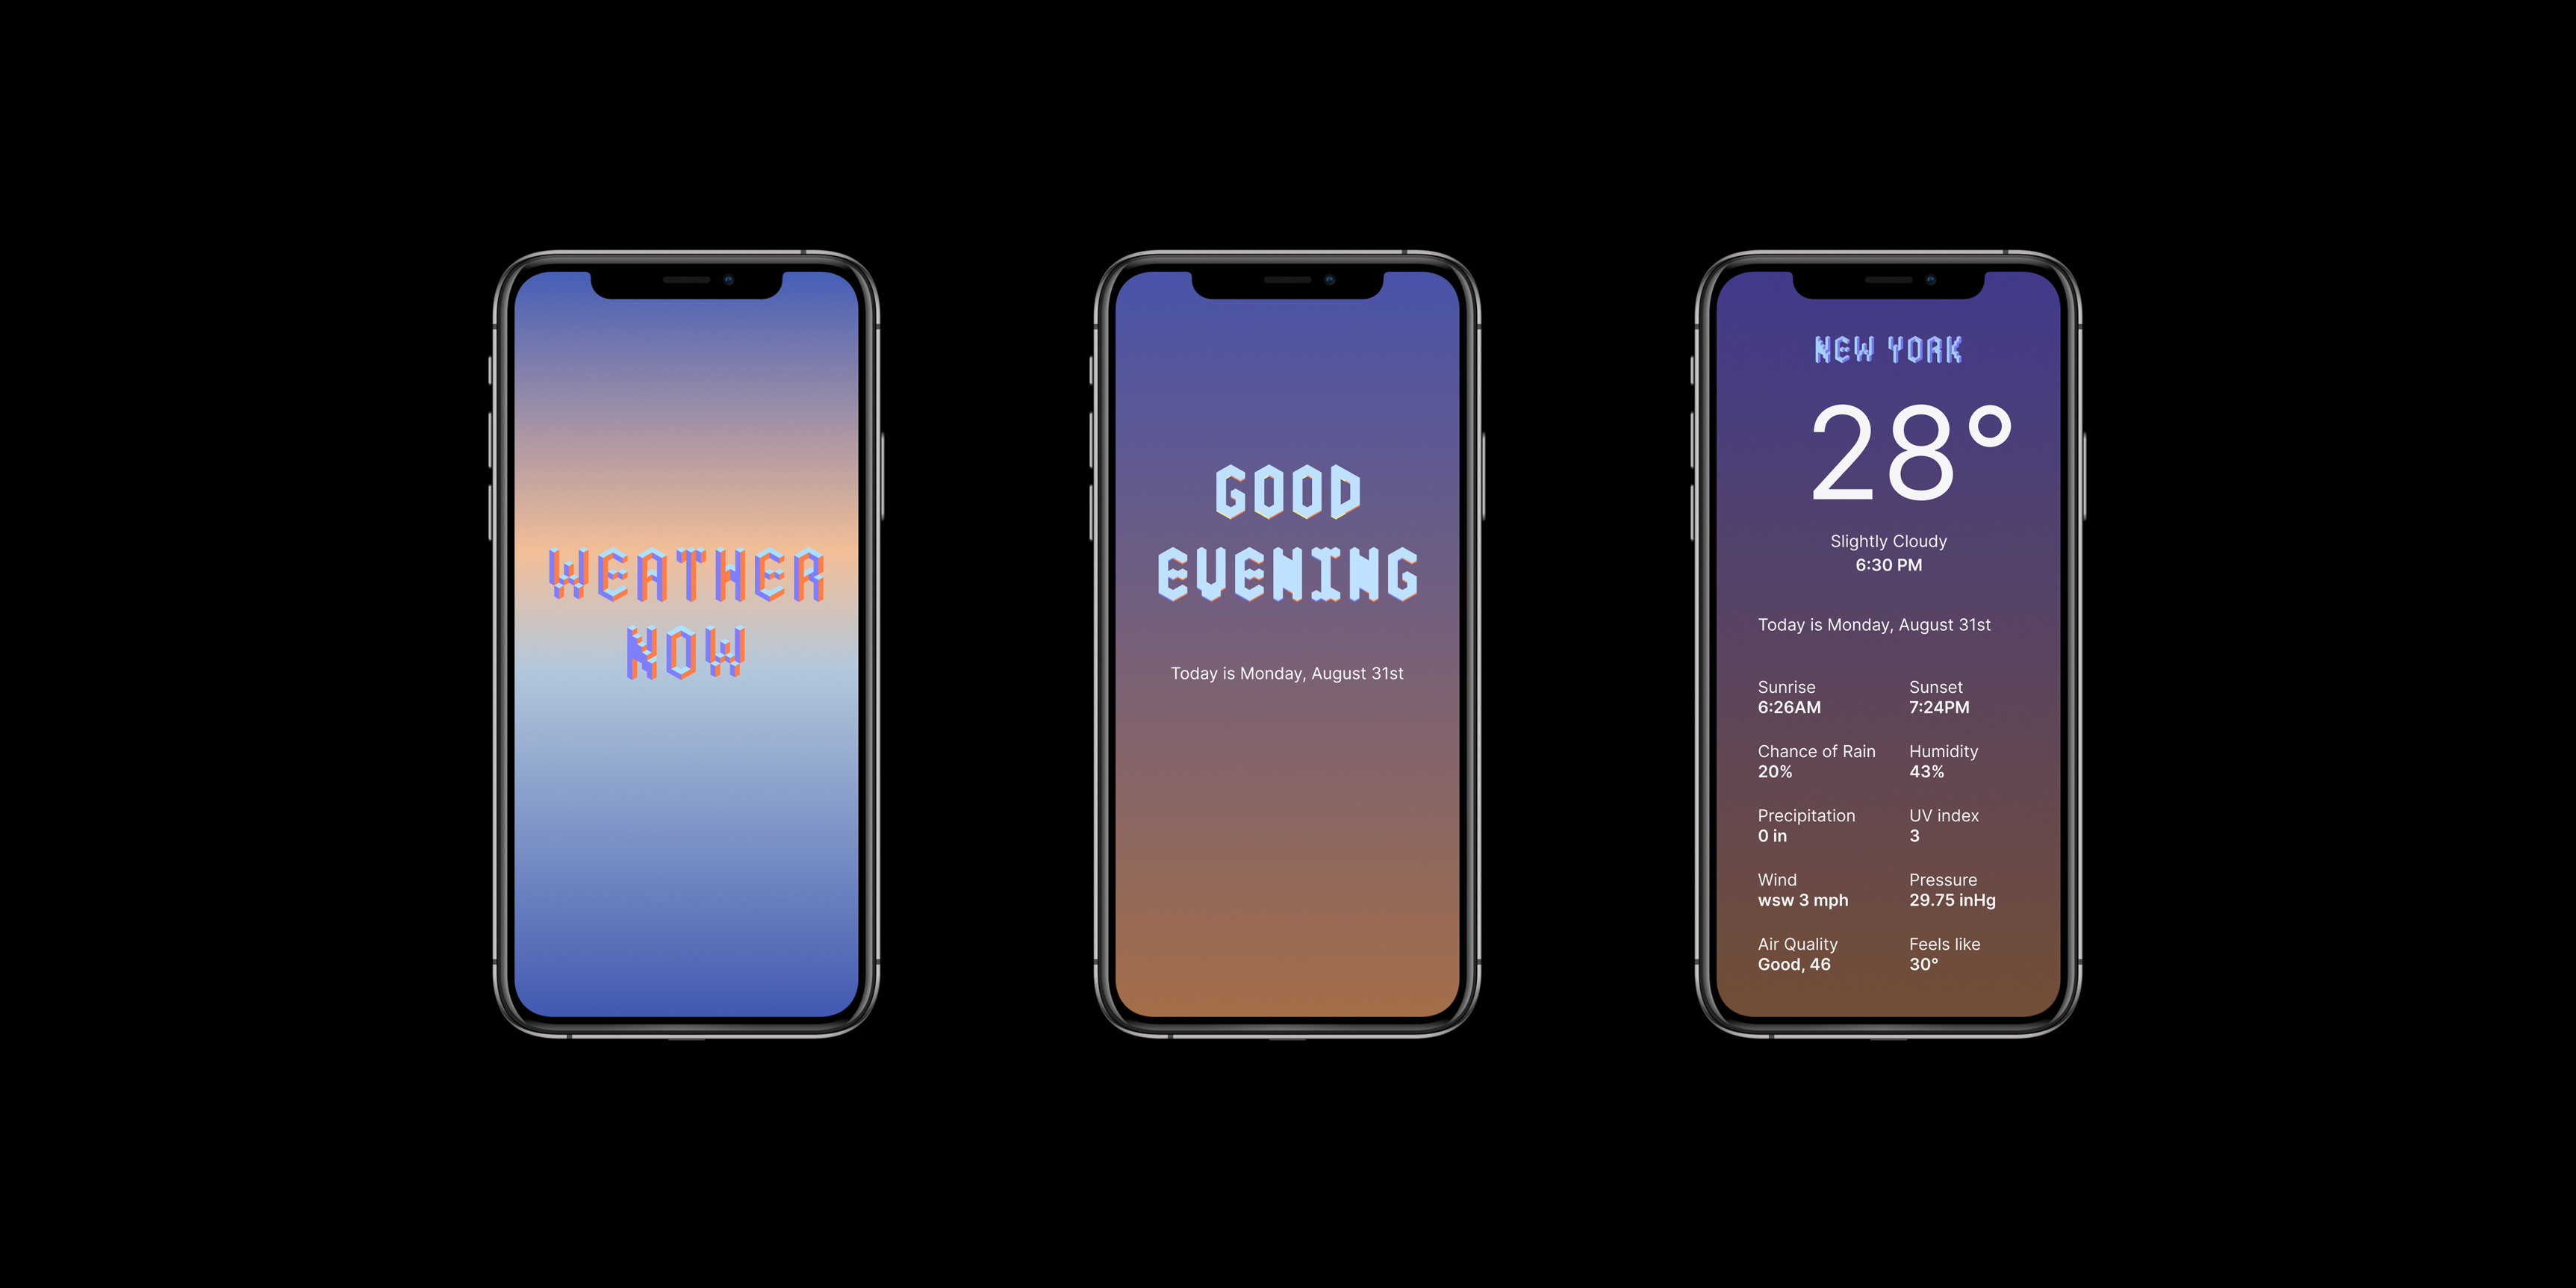 WEATHER
NOW
GOOD
EVENING
Today is Monday, August 31st
NEW YORK
28°
Slightly Cloudy
6:30 PM
Today is Monday, August 31st
Sunrise
6:26AM
Sunset
7:24PM
Chance of Rain
20%
Humidity
43%
Precipitation
0 in
UV index
3
Wind
wsw 3 mph
Pressure
29.75 inHg
Air Quality
Good, 46
Feels like
30°